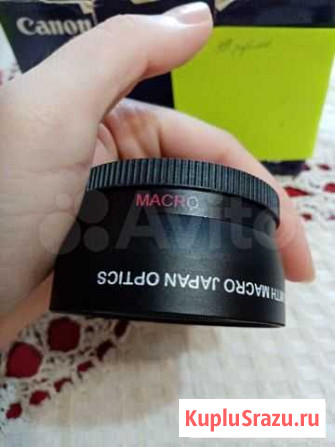 Canon
MACRO
WITH MACRO JAPAN OPTICS
Avito
KupluSrazu.ru